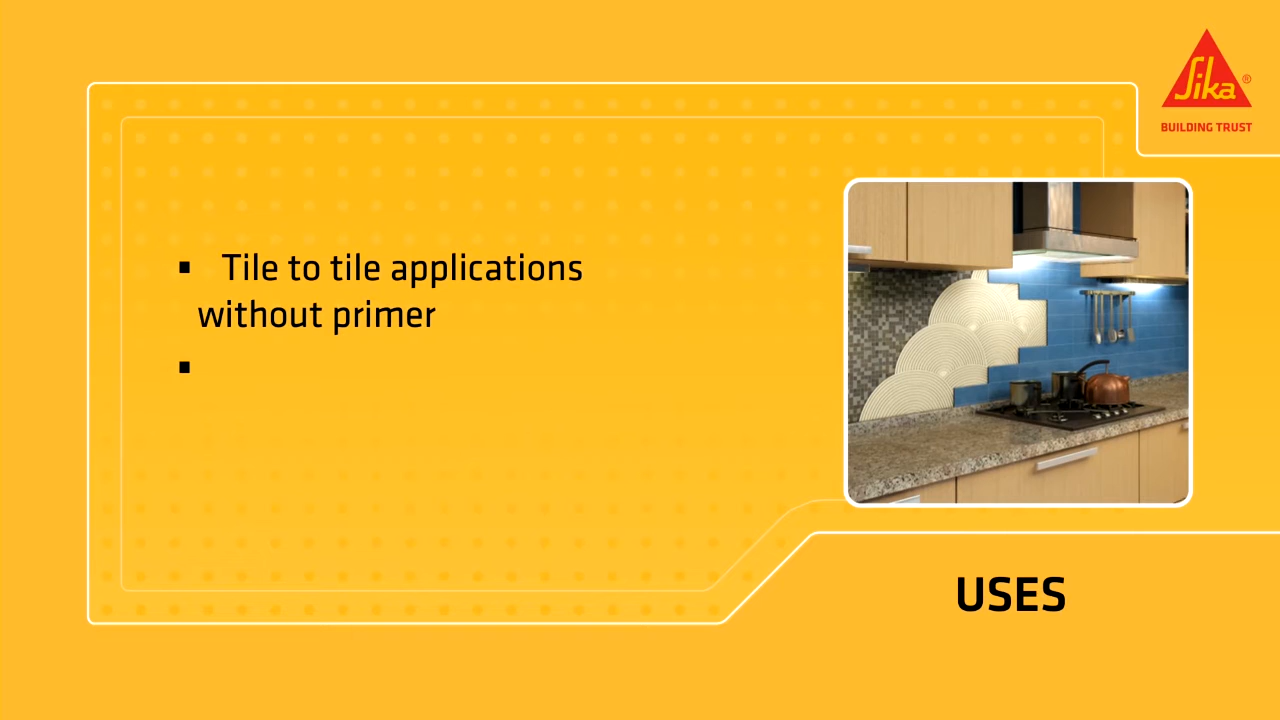 Sika®
BUILDING TRUST
▪ Tile to tile applications
without primer
▪
USES